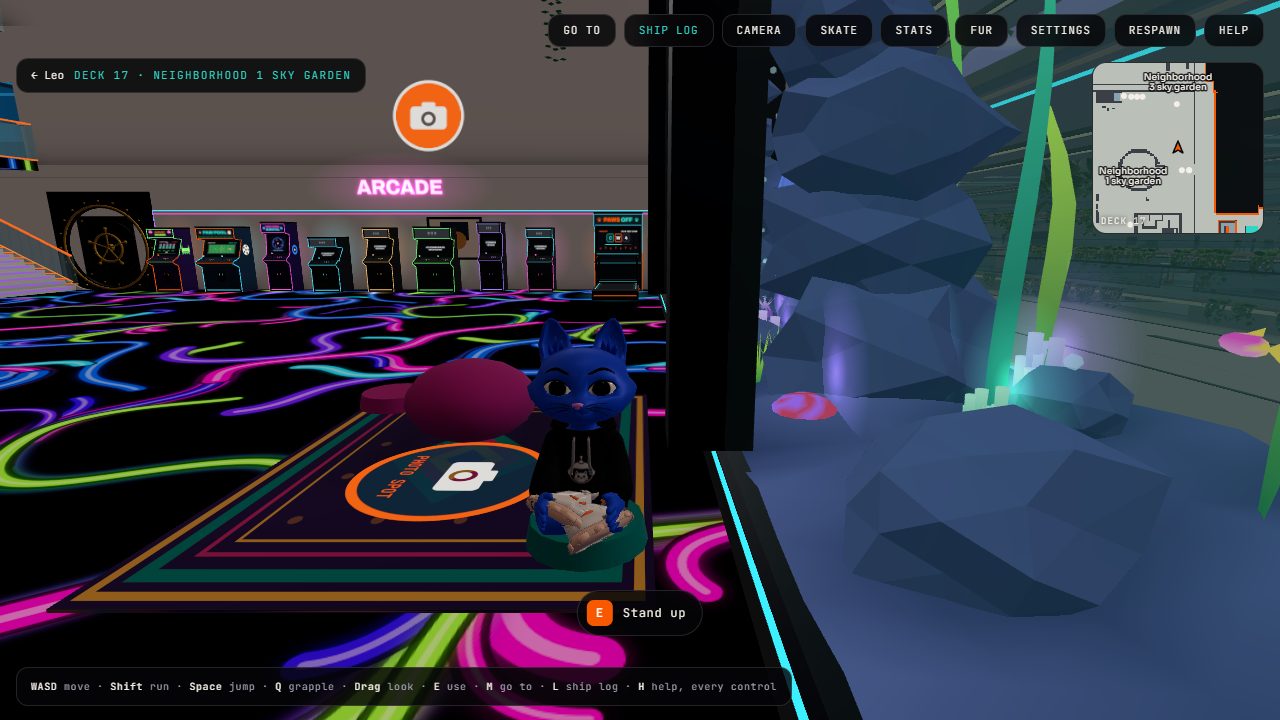 GO TO
SHIP LOG
CAMERA
SKATE
STATS
FUR
SETTINGS
RESPAWN
HELP
← Leo DECK 17 · NEIGHBORHOOD 1 SKY GARDEN
Neighborhood
3 sky garden
Neighborhood
1 sky garden
DECK 17
ARCADE
PAWS OFF
PHOTO SPOT
E Stand up
WASD move · Shift run · Space jump · Q grapple · Drag look · E use · M go to · L ship log · H help, every control